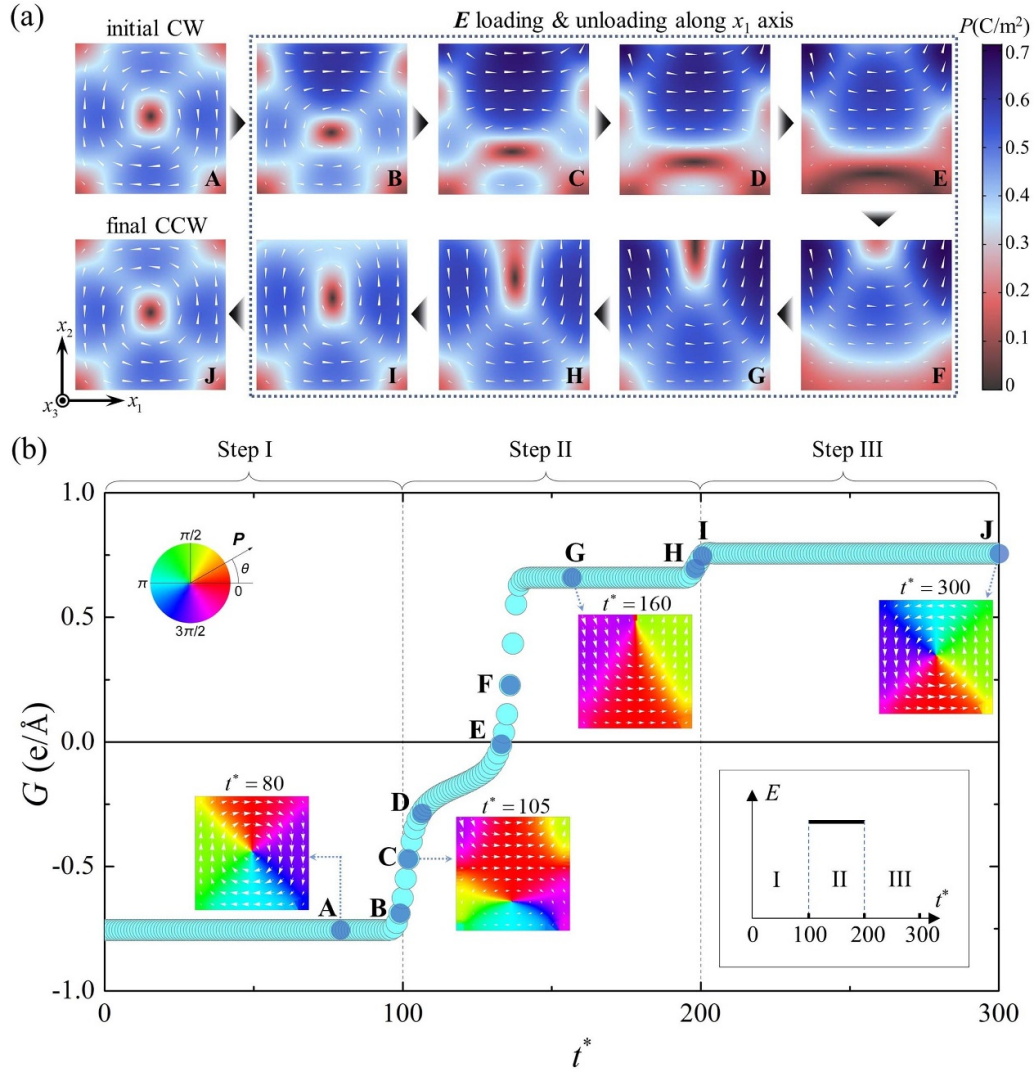 (a)
initial CW
E loading & unloading along x₁ axis
P(C/m²)
A
B
C
D
E
0.7
0.6
0.5
0.4
0.3
0.2
0.1
0
final CCW
J
I
H
G
F
x₂
x₃
x₁
(b)
Step I
Step II
Step III
1.0
0.5
0.0
-0.5
-1.0
G (e/Å)
π/2
P
θ
π
0
3π/2
G
H
I
J
t* = 160
t* = 300
F
E
D
C
B
A
t* = 80
t* = 105
E
I
II
III
t*
0
100
200
300
0
100
200
300
t*